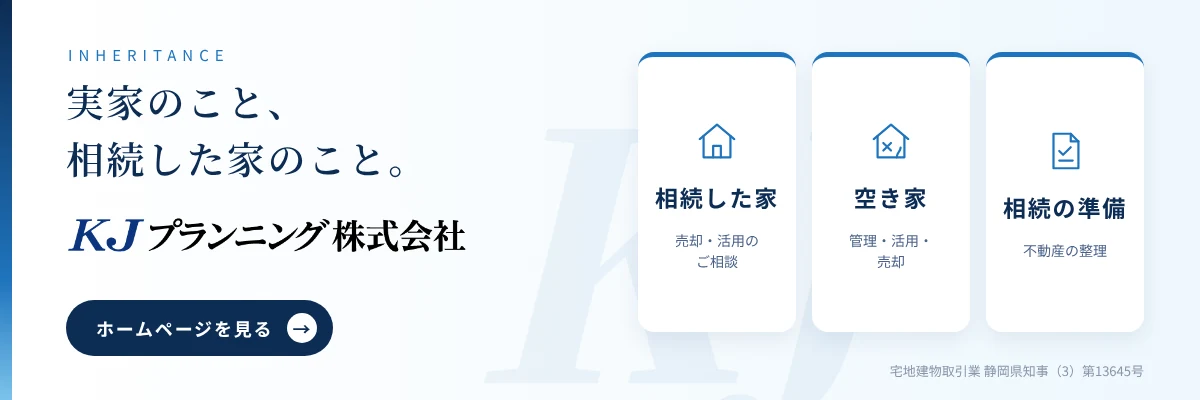 INHERITANCE
実家のこと、
相続した家のこと。
KJプランニング株式会社
ホームページを見る
相続した家
売却・活用の
ご相談
空き家
管理・活用・
売却
相続の準備
不動産の整理
宅地建物取引業 静岡県知事（3）第13645号
KJ